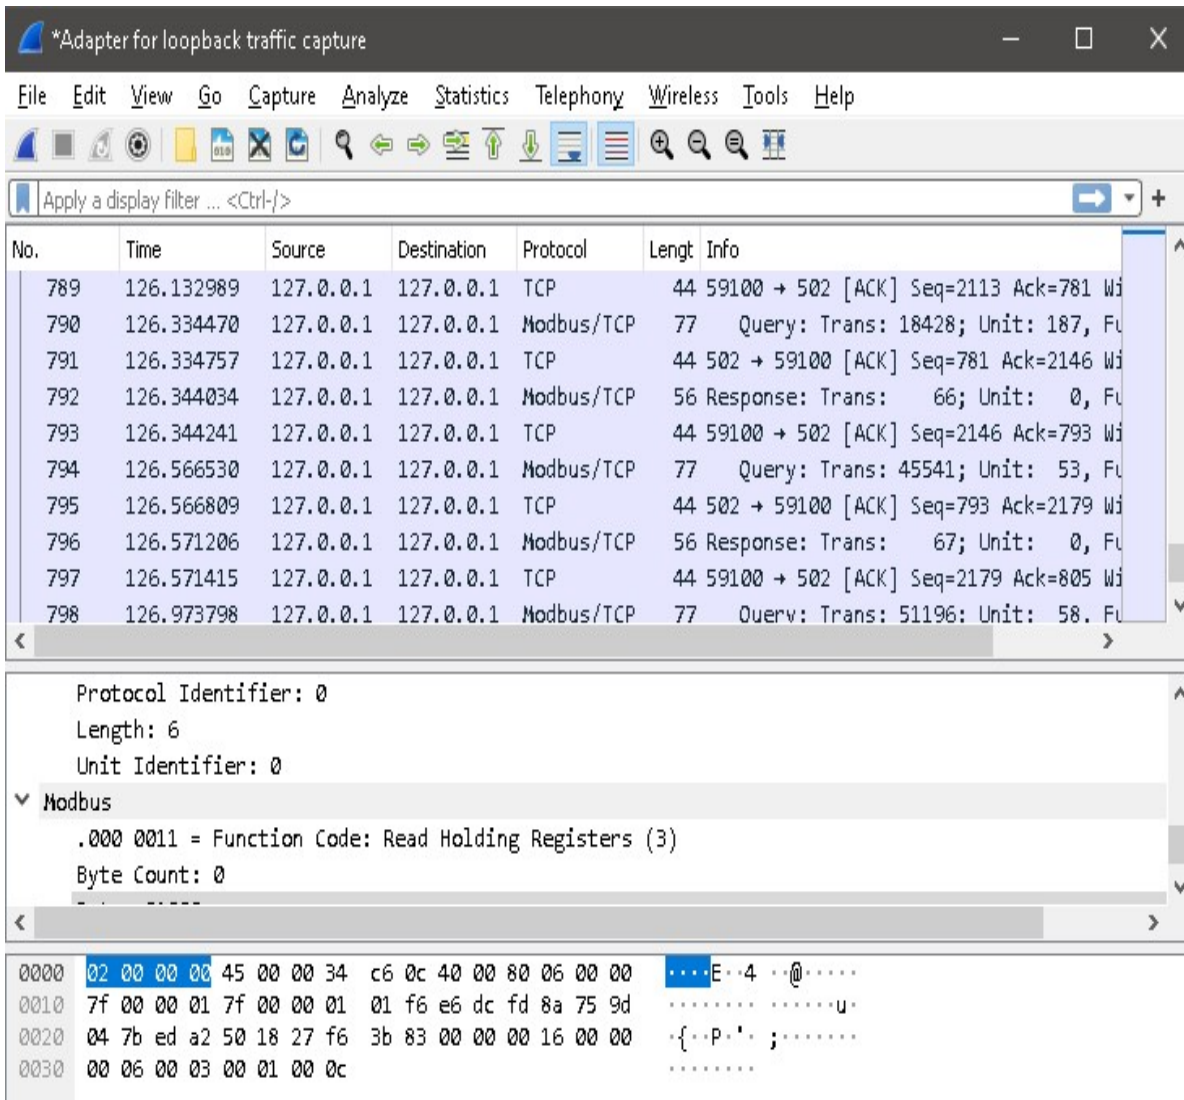 *Adapter for loopback traffic capture
File Edit View Go Capture Analyze Statistics Telephony Wireless Tools Help
Apply a display filter ... <Ctrl-/>
No. Time Source Destination Protocol Lengt Info
789 126.132989 127.0.0.1 127.0.0.1 TCP 44 59100 → 502 [ACK] Seq=2113 Ack=781 Wi
790 126.334470 127.0.0.1 127.0.0.1 Modbus/TCP 77 Query: Trans: 18428; Unit: 187, Fu
791 126.334757 127.0.0.1 127.0.0.1 TCP 44 502 → 59100 [ACK] Seq=781 Ack=2146 Wi
792 126.344034 127.0.0.1 127.0.0.1 Modbus/TCP 56 Response: Trans: 66; Unit: 0, Fu
793 126.344241 127.0.0.1 127.0.0.1 TCP 44 59100 → 502 [ACK] Seq=2146 Ack=793 Wi
794 126.566530 127.0.0.1 127.0.0.1 Modbus/TCP 77 Query: Trans: 45541; Unit: 53, Fu
795 126.566809 127.0.0.1 127.0.0.1 TCP 44 502 → 59100 [ACK] Seq=793 Ack=2179 Wi
796 126.571206 127.0.0.1 127.0.0.1 Modbus/TCP 56 Response: Trans: 67; Unit: 0, Fu
797 126.571415 127.0.0.1 127.0.0.1 TCP 44 59100 → 502 [ACK] Seq=2179 Ack=805 Wi
798 126.973798 127.0.0.1 127.0.0.1 Modbus/TCP 77 Query: Trans: 51196; Unit: 58, Fu
Protocol Identifier: 0
Length: 6
Unit Identifier: 0
Modbus
.000 0011 = Function Code: Read Holding Registers (3)
Byte Count: 0
0000 02 00 00 00 45 00 00 34 c6 0c 40 00 80 06 00 00 ····E··4 ··@·····
0010 7f 00 00 01 7f 00 00 01 01 f6 e6 dc fd 8a 75 9d ········ ······u·
0020 04 7b ed a2 50 18 27 f6 3b 83 00 00 00 16 00 00 ·{··P·'· ;·······
0030 00 06 00 03 00 01 00 0c ········